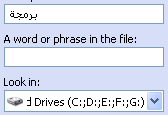 برمجة
A word or phrase in the file:
Look in:
Drives (C:;D:;E:;F:;G:)